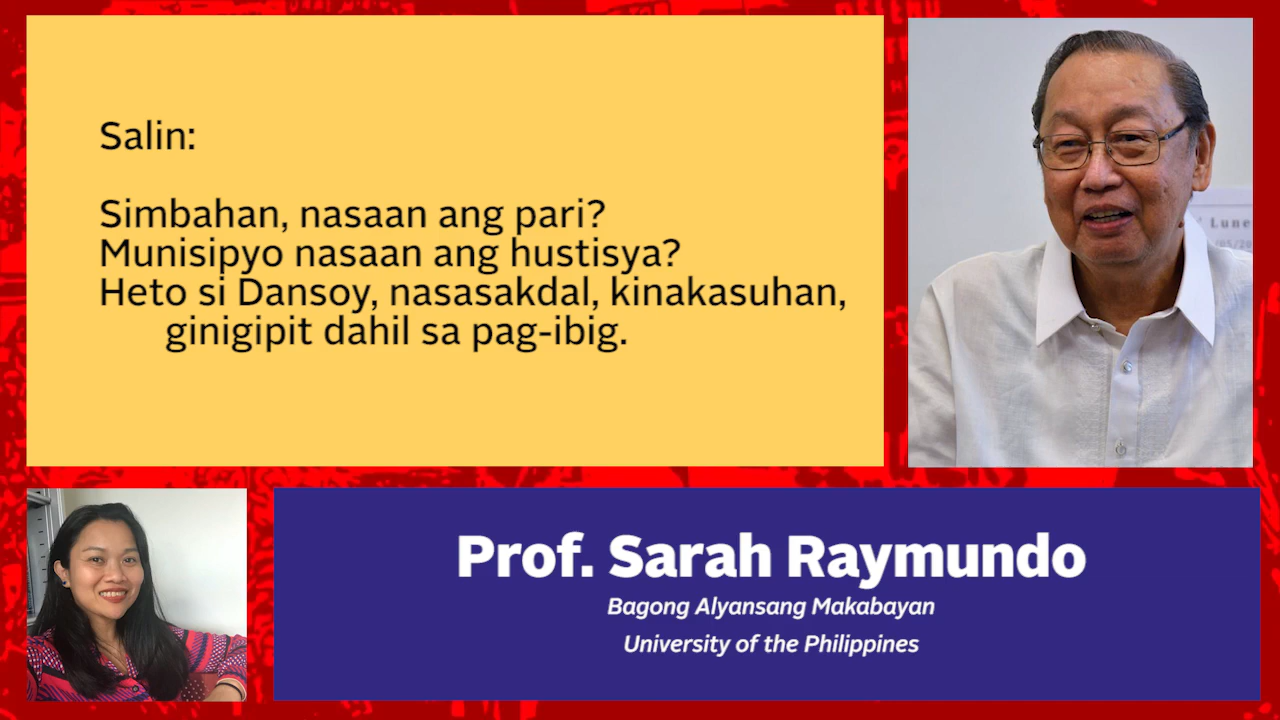 Salin:
Simbahan, nasaan ang pari?
Munisipyo nasaan ang hustisya?
Heto si Dansoy, nasasakdal, kinakasuhan,
ginigipit dahil sa pag-ibig.
Lune
Prof. Sarah Raymundo
Bagong Alyansang Makabayan
University of the Philippines